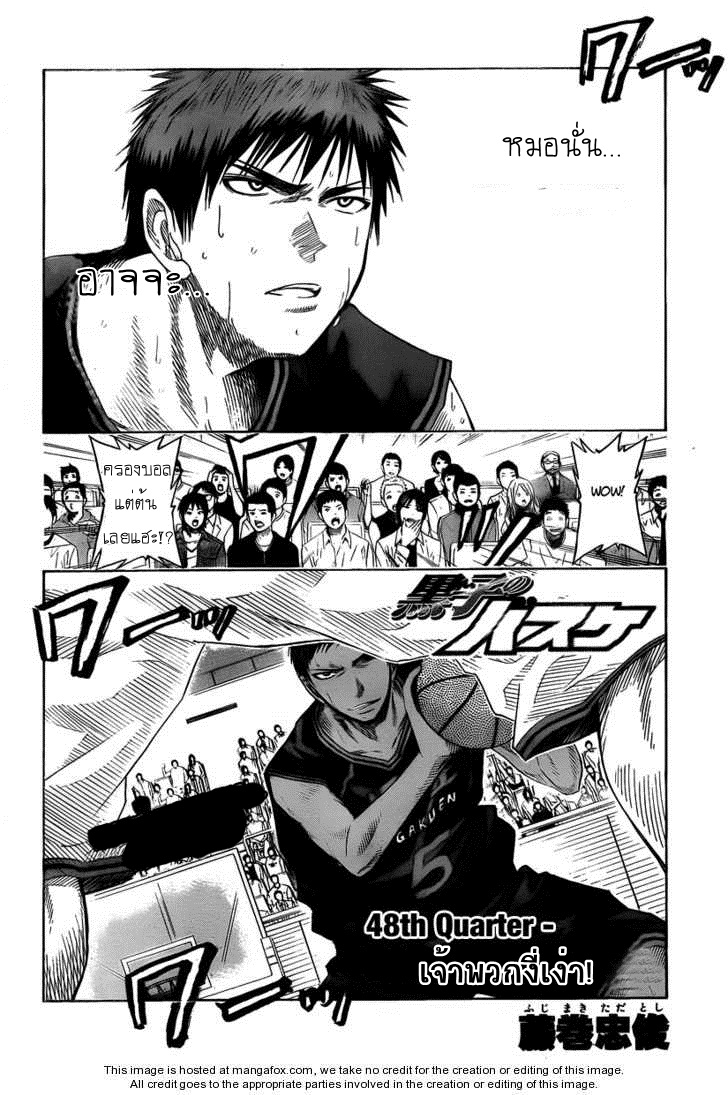 ワーッ
หมอนั่น...
อาจจะ...
WOW!
ワーッ
ครองบอล
แต่ต้น
เลยแฮะ!?
黒子の
バスケ
ワーッ
GAKUEN
5
48th Quarter -
เจ้าพวกงี่เง่า!
ワーッ
ふじまきただとし
藤巻忠俊
This image is hosted at mangafox.com, we take no credit for the creation or editing of this image.
All credit goes to the appropriate parties involved in the creation or editing of this image.